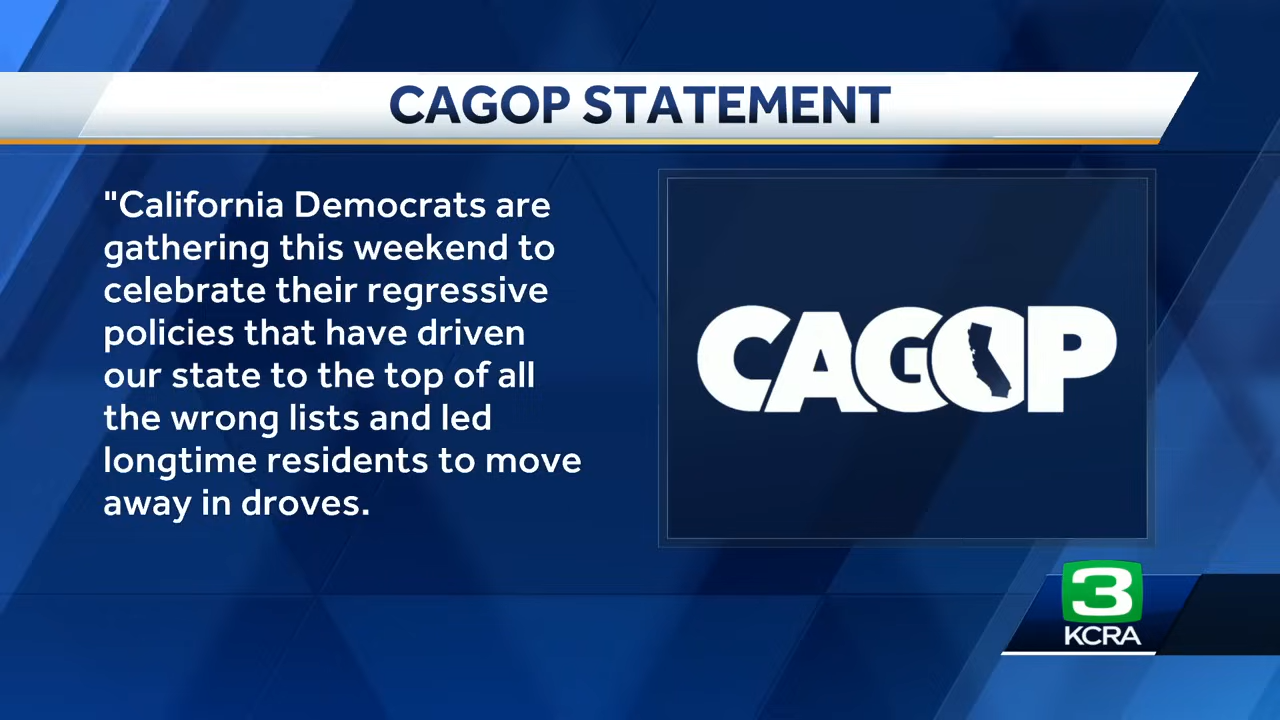 CAGOP STATEMENT
"California Democrats are
gathering this weekend to
celebrate their regressive
policies that have driven
our state to the top of all
the wrong lists and led
longtime residents to move
away in droves.
CAGOP
3
KCRA